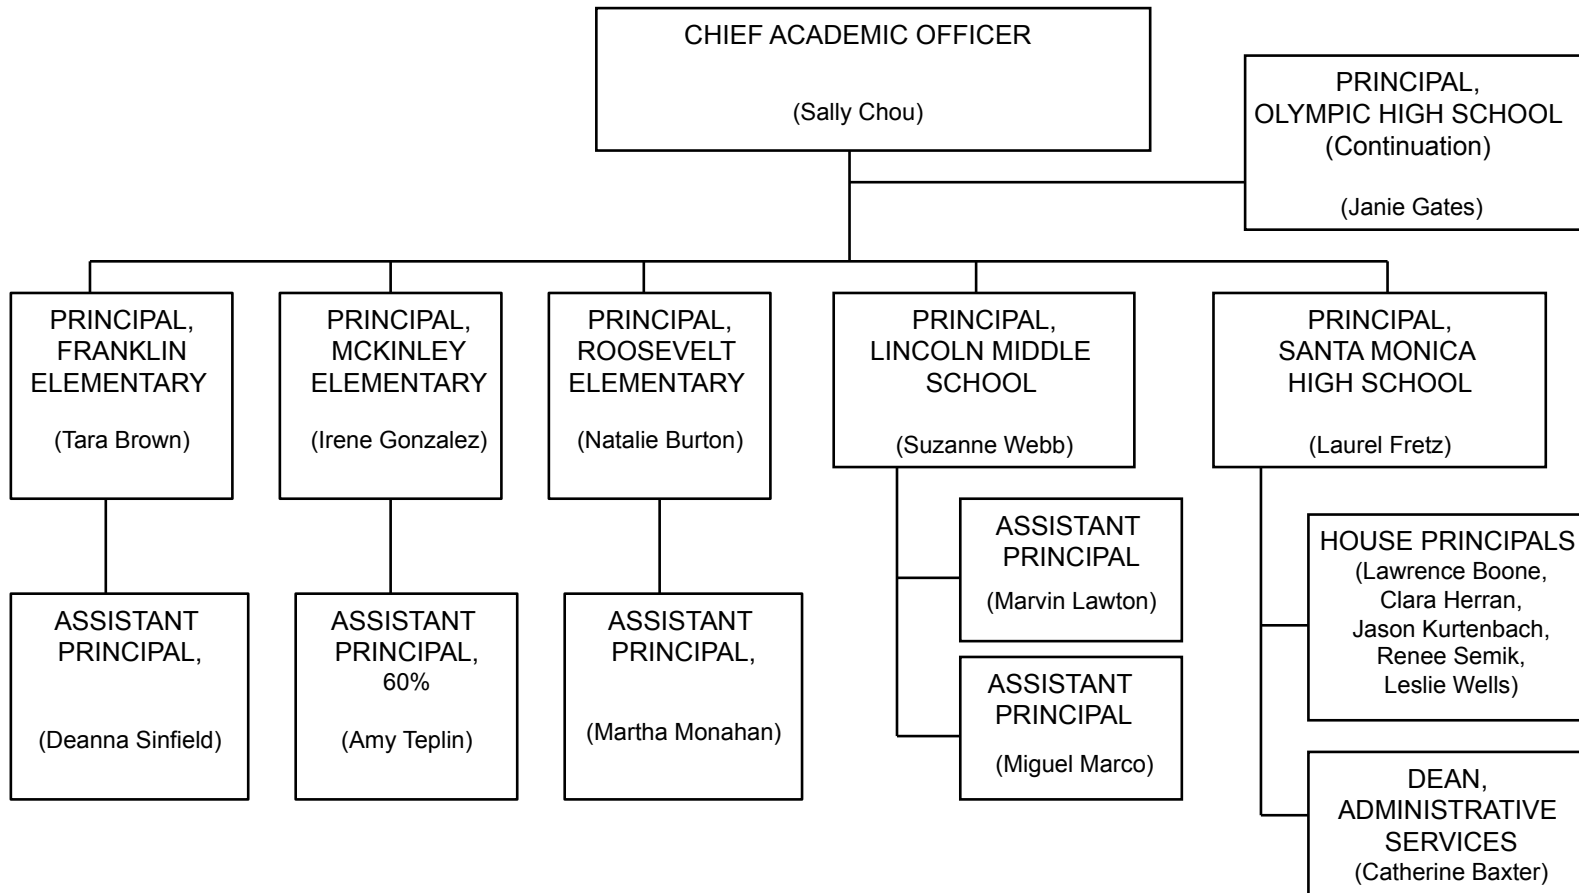 CHIEF ACADEMIC OFFICER
(Sally Chou)
PRINCIPAL,
OLYMPIC HIGH SCHOOL
(Continuation)
(Janie Gates)
PRINCIPAL,
FRANKLIN
ELEMENTARY
(Tara Brown)
PRINCIPAL,
MCKINLEY
ELEMENTARY
(Irene Gonzalez)
PRINCIPAL,
ROOSEVELT
ELEMENTARY
(Natalie Burton)
PRINCIPAL,
LINCOLN MIDDLE
SCHOOL
(Suzanne Webb)
PRINCIPAL,
SANTA MONICA
HIGH SCHOOL
(Laurel Fretz)
ASSISTANT
PRINCIPAL,
(Deanna Sinfield)
ASSISTANT
PRINCIPAL,
60%
(Amy Teplin)
ASSISTANT
PRINCIPAL,
(Martha Monahan)
ASSISTANT
PRINCIPAL
(Marvin Lawton)
ASSISTANT
PRINCIPAL
(Miguel Marco)
HOUSE PRINCIPALS
(Lawrence Boone,
Clara Herran,
Jason Kurtenbach,
Renee Semik,
Leslie Wells)
DEAN,
ADMINISTRATIVE
SERVICES
(Catherine Baxter)